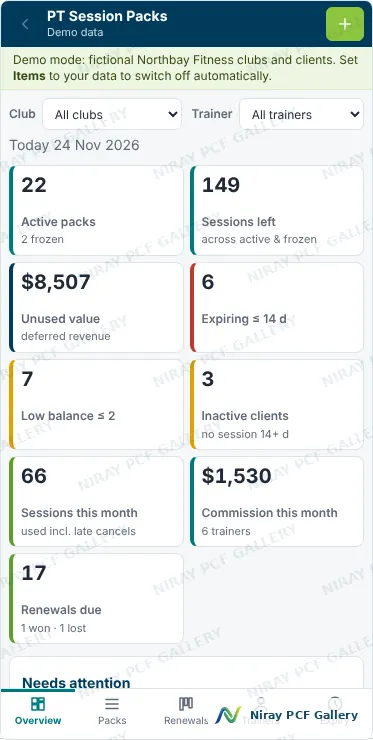 PT Session Packs
Demo data
Demo mode: fictional Northbay Fitness clubs and clients. Set
Items to your data to switch off automatically.
Club All clubs Trainer All trainers
Today 24 Nov 2026
22
Active packs
2 frozen
149
Sessions left
across active & frozen
$8,507
Unused value
deferred revenue
6
Expiring ≤ 14 d
7
Low balance ≤ 2
3
Inactive clients
no session 14+ d
66
Sessions this month
used incl. late cancels
$1,530
Commission this month
6 trainers
17
Renewals due
1 won · 1 lost
Needs attention
Overview Packs Renewals
Niray PCF Gallery
NIRAY PCF GALLERY